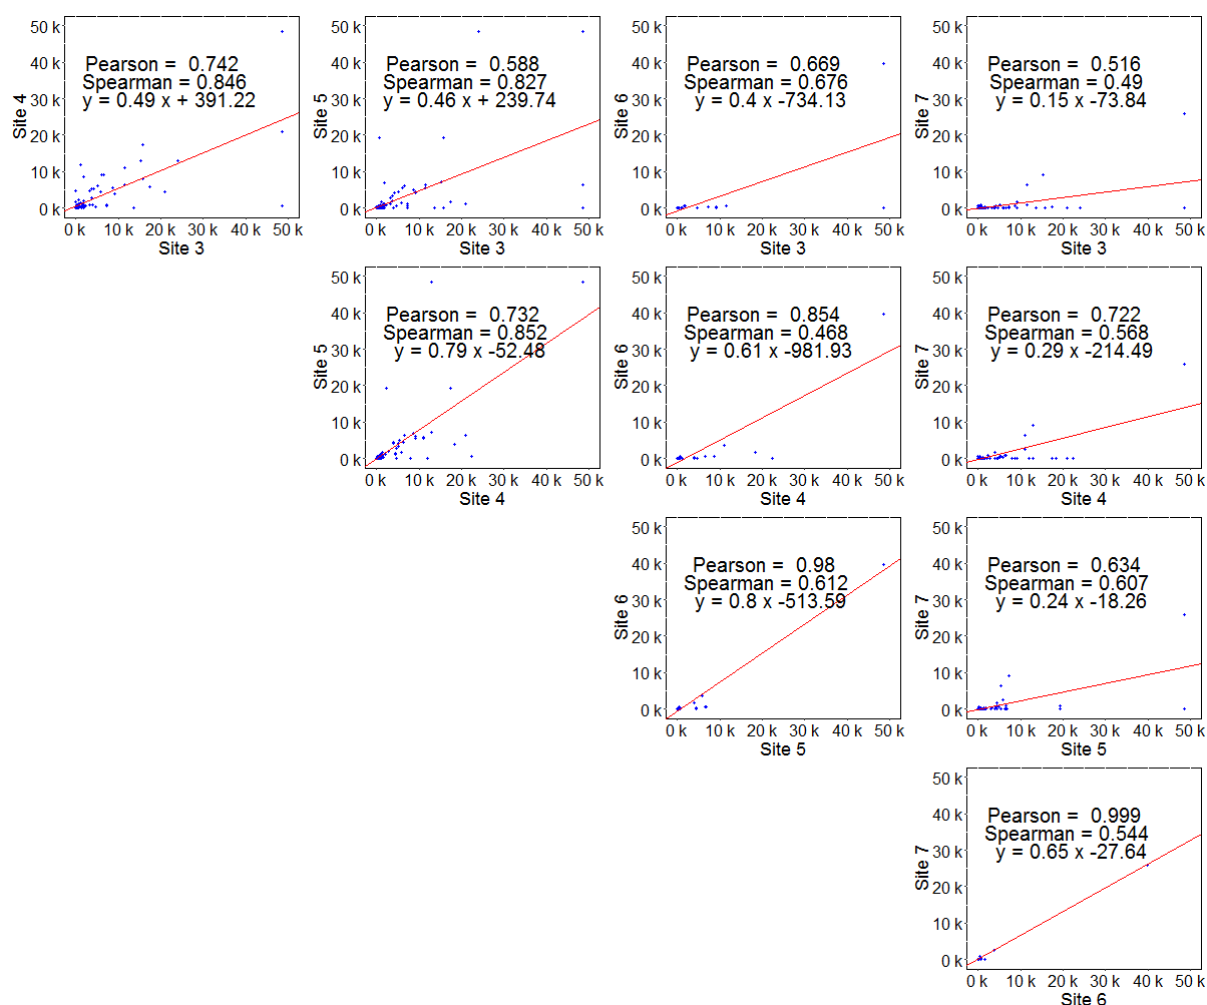 50 k
40 k
30 k
20 k
10 k
0 k
Site 4
Pearson = 0.742
Spearman = 0.846
y = 0.49 x + 391.22
0 k 10 k 20 k 30 k 40 k 50 k
Site 3
50 k
40 k
30 k
20 k
10 k
0 k
Site 5
Pearson = 0.588
Spearman = 0.827
y = 0.46 x + 239.74
0 k 10 k 20 k 30 k 40 k 50 k
Site 3
50 k
40 k
30 k
20 k
10 k
0 k
Site 6
Pearson = 0.669
Spearman = 0.676
y = 0.4 x -734.13
0 k 10 k 20 k 30 k 40 k 50 k
Site 3
50 k
40 k
30 k
20 k
10 k
0 k
Site 7
Pearson = 0.516
Spearman = 0.49
y = 0.15 x -73.84
0 k 10 k 20 k 30 k 40 k 50 k
Site 3
50 k
40 k
30 k
20 k
10 k
0 k
Site 5
Pearson = 0.732
Spearman = 0.852
y = 0.79 x -52.48
0 k 10 k 20 k 30 k 40 k 50 k
Site 4
50 k
40 k
30 k
20 k
10 k
0 k
Site 6
Pearson = 0.854
Spearman = 0.468
y = 0.61 x -981.93
0 k 10 k 20 k 30 k 40 k 50 k
Site 4
50 k
40 k
30 k
20 k
10 k
0 k
Site 7
Pearson = 0.722
Spearman = 0.568
y = 0.29 x -214.49
0 k 10 k 20 k 30 k 40 k 50 k
Site 4
50 k
40 k
30 k
20 k
10 k
0 k
Site 6
Pearson = 0.98
Spearman = 0.612
y = 0.8 x -513.59
0 k 10 k 20 k 30 k 40 k 50 k
Site 5
50 k
40 k
30 k
20 k
10 k
0 k
Site 7
Pearson = 0.634
Spearman = 0.607
y = 0.24 x -18.26
0 k 10 k 20 k 30 k 40 k 50 k
Site 5
50 k
40 k
30 k
20 k
10 k
0 k
Site 7
Pearson = 0.999
Spearman = 0.544
y = 0.65 x -27.64
0 k 10 k 20 k 30 k 40 k 50 k
Site 6